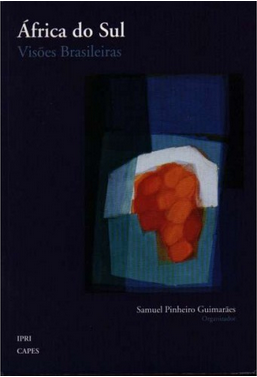 África do Sul
Visões Brasileiras
Samuel Pinheiro Guimarães
Organizador
IPRI
CAPES